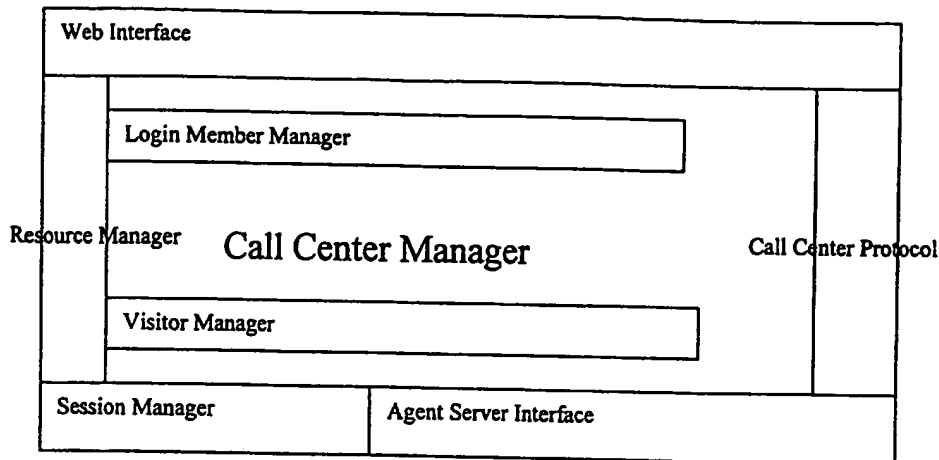 Web Interface
Login Member Manager
Resource Manager
Call Center Manager
Call Center Protocol
Visitor Manager
Session Manager
Agent Server Interface